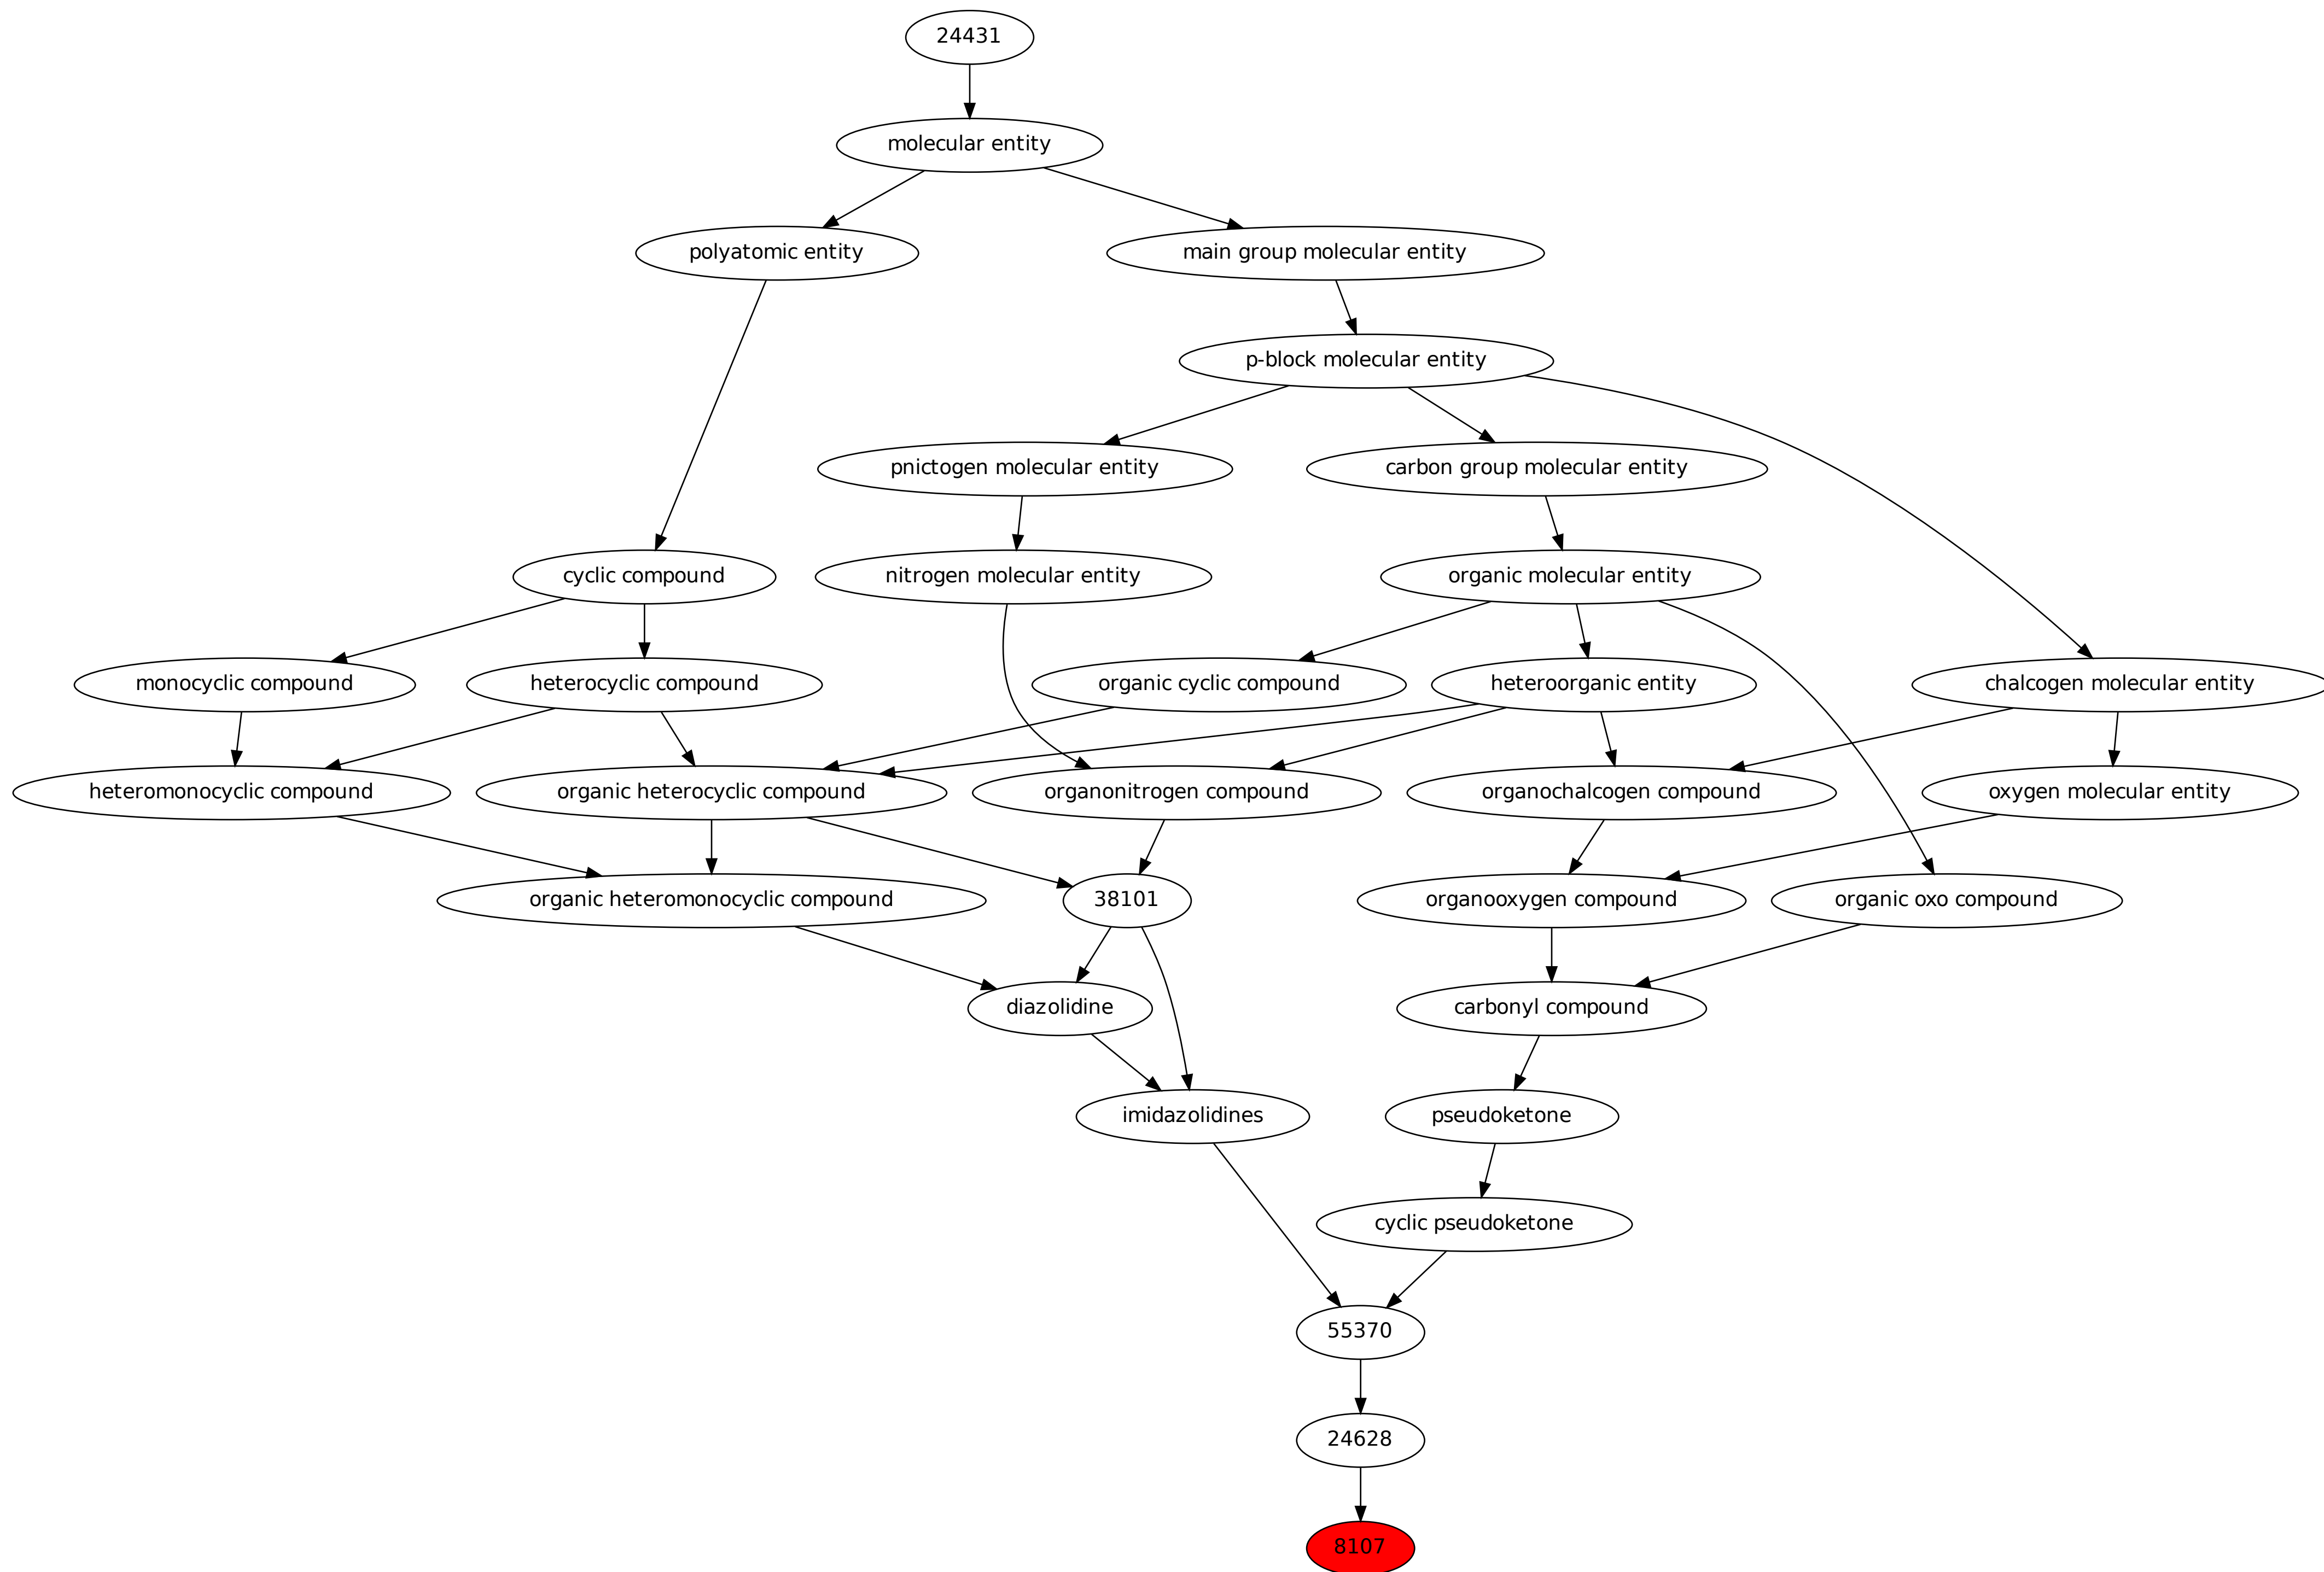 24431
molecular entity
polyatomic entity
main group molecular entity
p-block molecular entity
pnictogen molecular entity
carbon group molecular entity
cyclic compound
nitrogen molecular entity
organic molecular entity
monocyclic compound
heterocyclic compound
organic cyclic compound
heteroorganic entity
chalcogen molecular entity
heteromonocyclic compound
organic heterocyclic compound
organonitrogen compound
organochalcogen compound
oxygen molecular entity
organic heteromonocyclic compound
38101
organooxygen compound
organic oxo compound
diazolidine
carbonyl compound
imidazolidines
pseudoketone
cyclic pseudoketone
55370
24628
8107